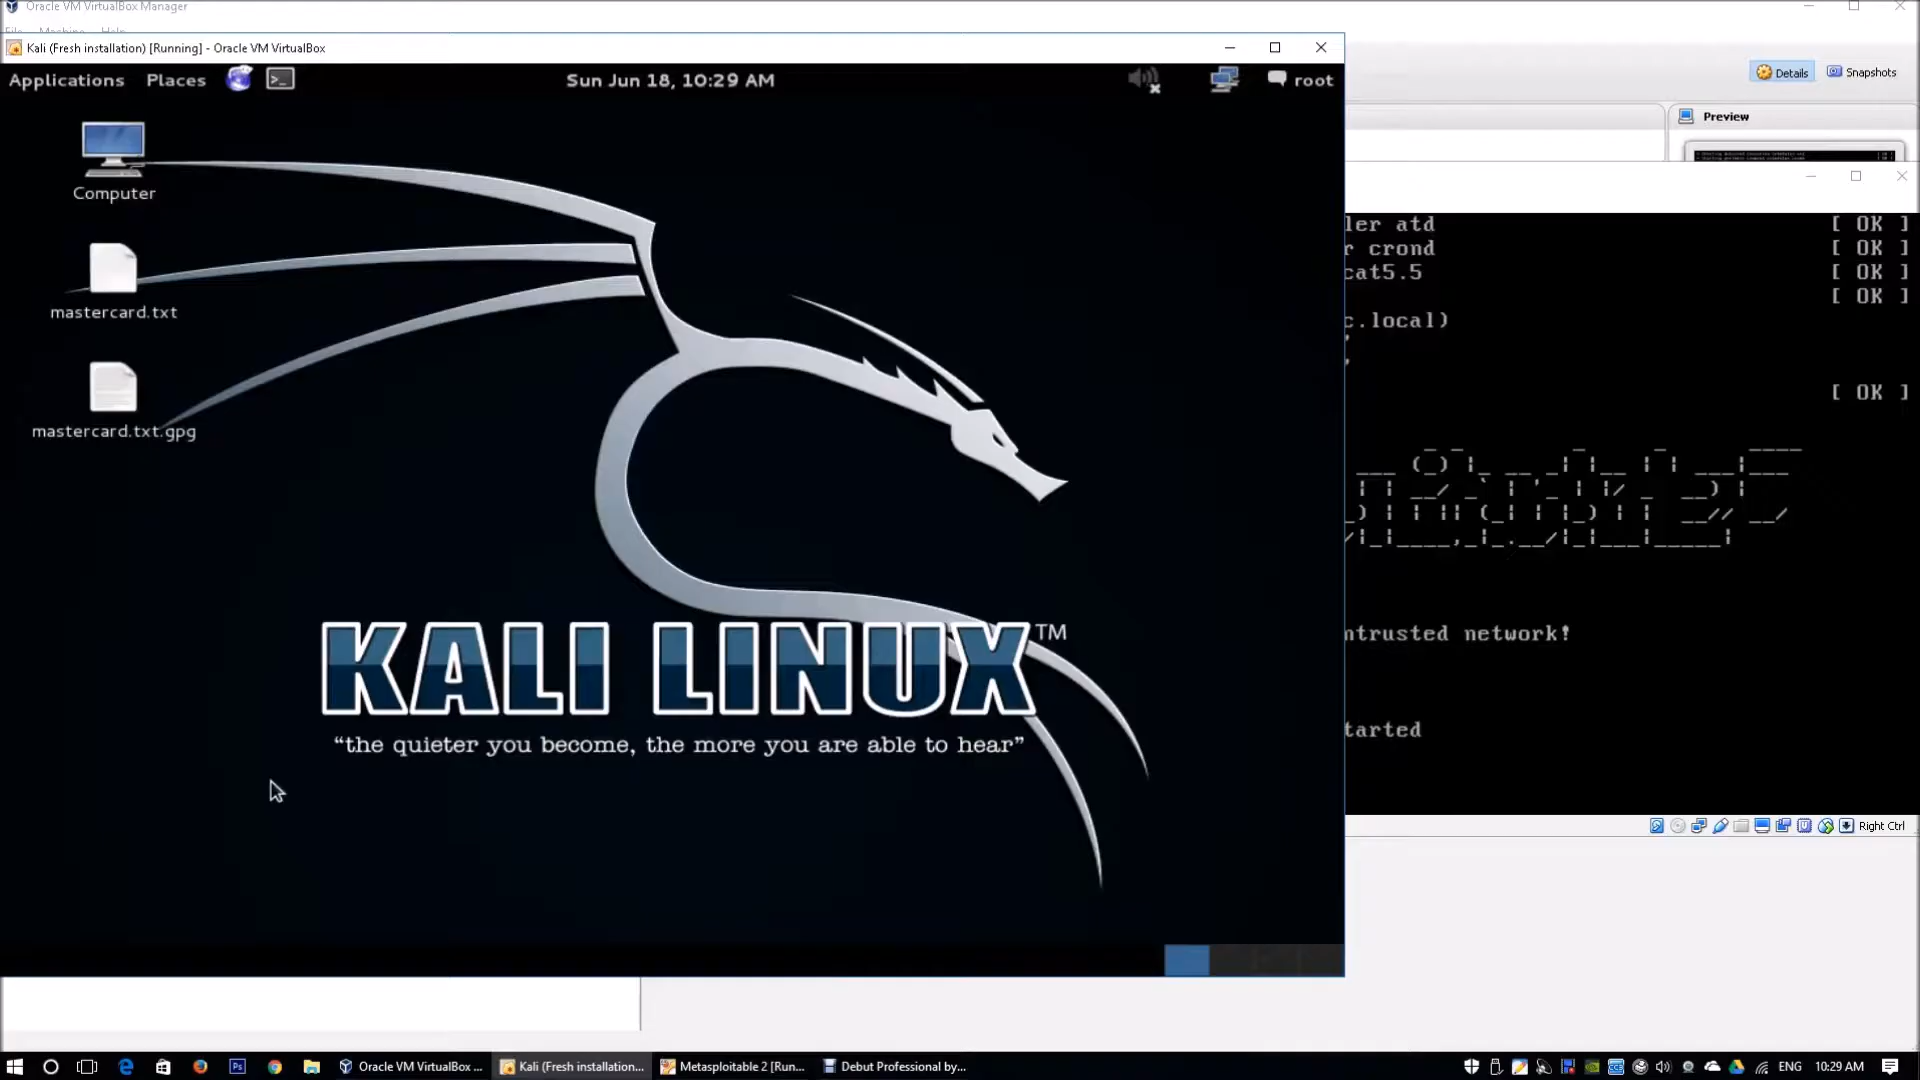 Oracle VM VirtualBox Manager
File Machine Help
Kali (Fresh installation) [Running] - Oracle VM VirtualBox
Applications Places Sun Jun 18, 10:29 AM root
Details Snapshots
Preview
Computer
mastercard.txt
mastercard.txt.gpg
ler atd [ OK ]
r crond [ OK ]
cat5.5 [ OK ]
[ OK ]
c.local)
[ OK ]
KALI LINUX™
“the quieter you become, the more you are able to hear”
ntrusted network!
tarted
Right Ctrl
Oracle VM VirtualBox ... Kali (Fresh installation... Metasploitable 2 [Run... Debut Professional by... ENG 10:29 AM